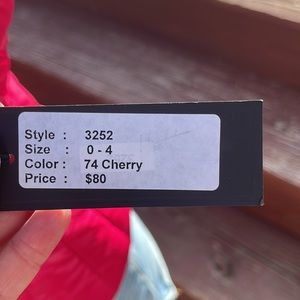 Style : 3252
Size : 0 - 4
Color : 74 Cherry
Price : $80